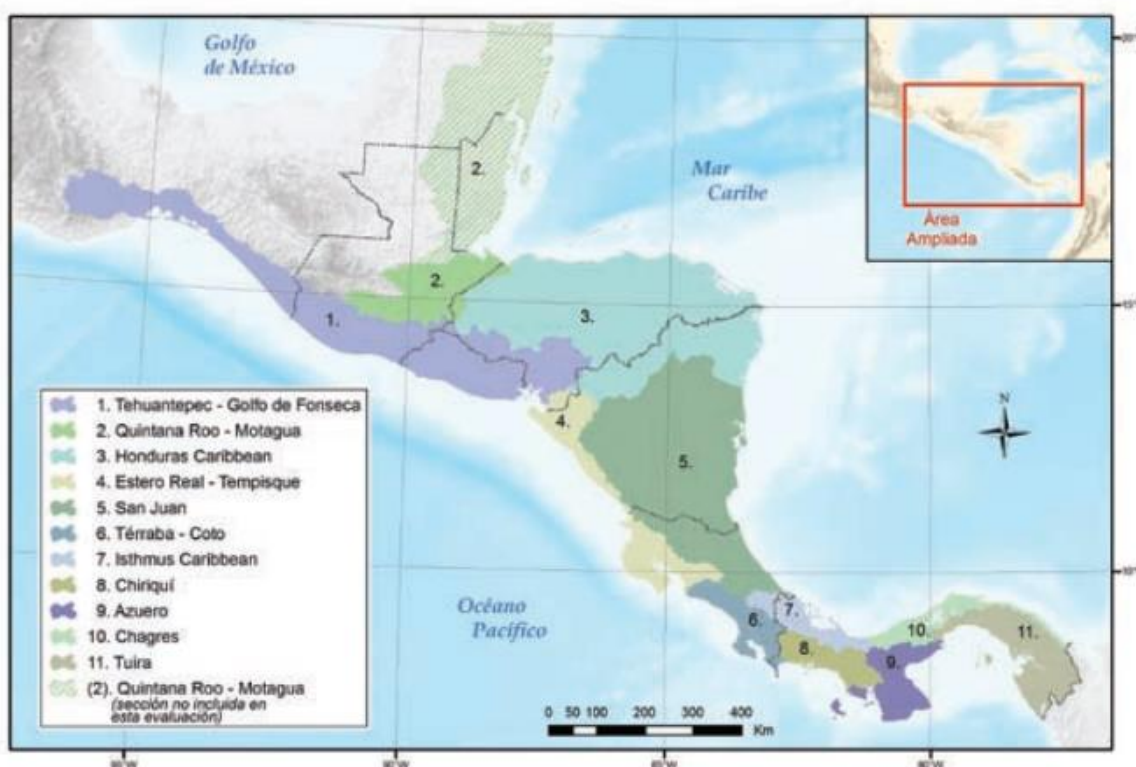 Golfo
de México
Mar
Caribe
Área
Ampliada
20°
15°
10°
2.
2.
1.
3.
4.
5.
6.
7.
8.
9.
10.
11.
N
Océano
Pacífico
1. Tehuantepec - Golfo de Fonseca
2. Quintana Roo - Motagua
3. Honduras Caribbean
4. Estero Real - Tempisque
5. San Juan
6. Térraba - Coto
7. Isthmus Caribbean
8. Chiriquí
9. Azuero
10. Chagres
11. Tuira
(2). Quintana Roo - Motagua
(sección no incluida en
esta evaluación)
0 50 100 200 300 400
Km